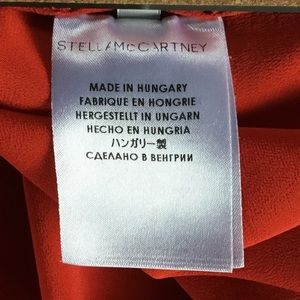 STELLA McCARTNEY
MADE IN HUNGARY
FABRIQUE EN HONGRIE
HERGESTELLT IN UNGARN
HECHO EN HUNGRIA
ハンガリー製
СДЕЛАНО В ВЕНГРИИ